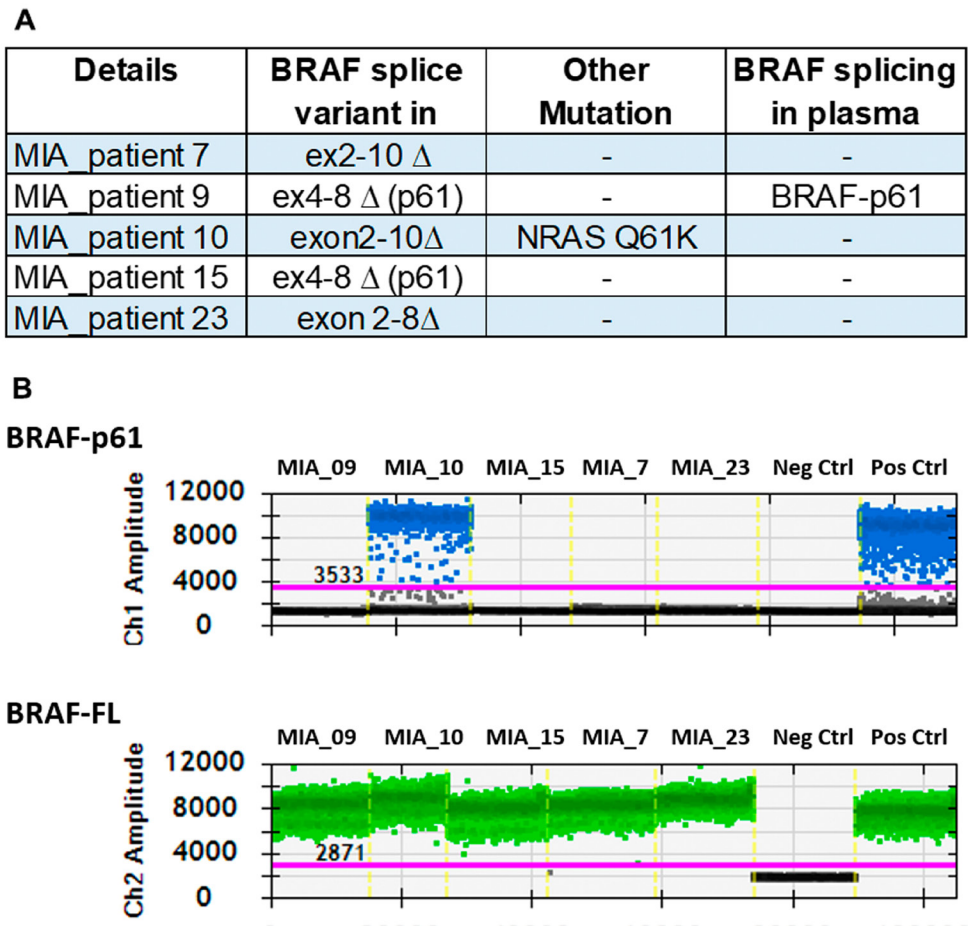 A
Details BRAF splice variant in Other Mutation BRAF splicing in plasma
MIA_patient 7 ex2-10 Δ - -
MIA_patient 9 ex4-8 Δ (p61) - BRAF-p61
MIA_patient 10 exon2-10Δ NRAS Q61K -
MIA_patient 15 ex4-8 Δ (p61) - -
MIA_patient 23 exon 2-8Δ - -
B
BRAF-p61
MIA_09 MIA_10 MIA_15 MIA_7 MIA_23 Neg Ctrl Pos Ctrl
Ch1 Amplitude
12000
8000
4000
0
3533
BRAF-FL
MIA_09 MIA_10 MIA_15 MIA_7 MIA_23 Neg Ctrl Pos Ctrl
Ch2 Amplitude
12000
8000
4000
0
2871